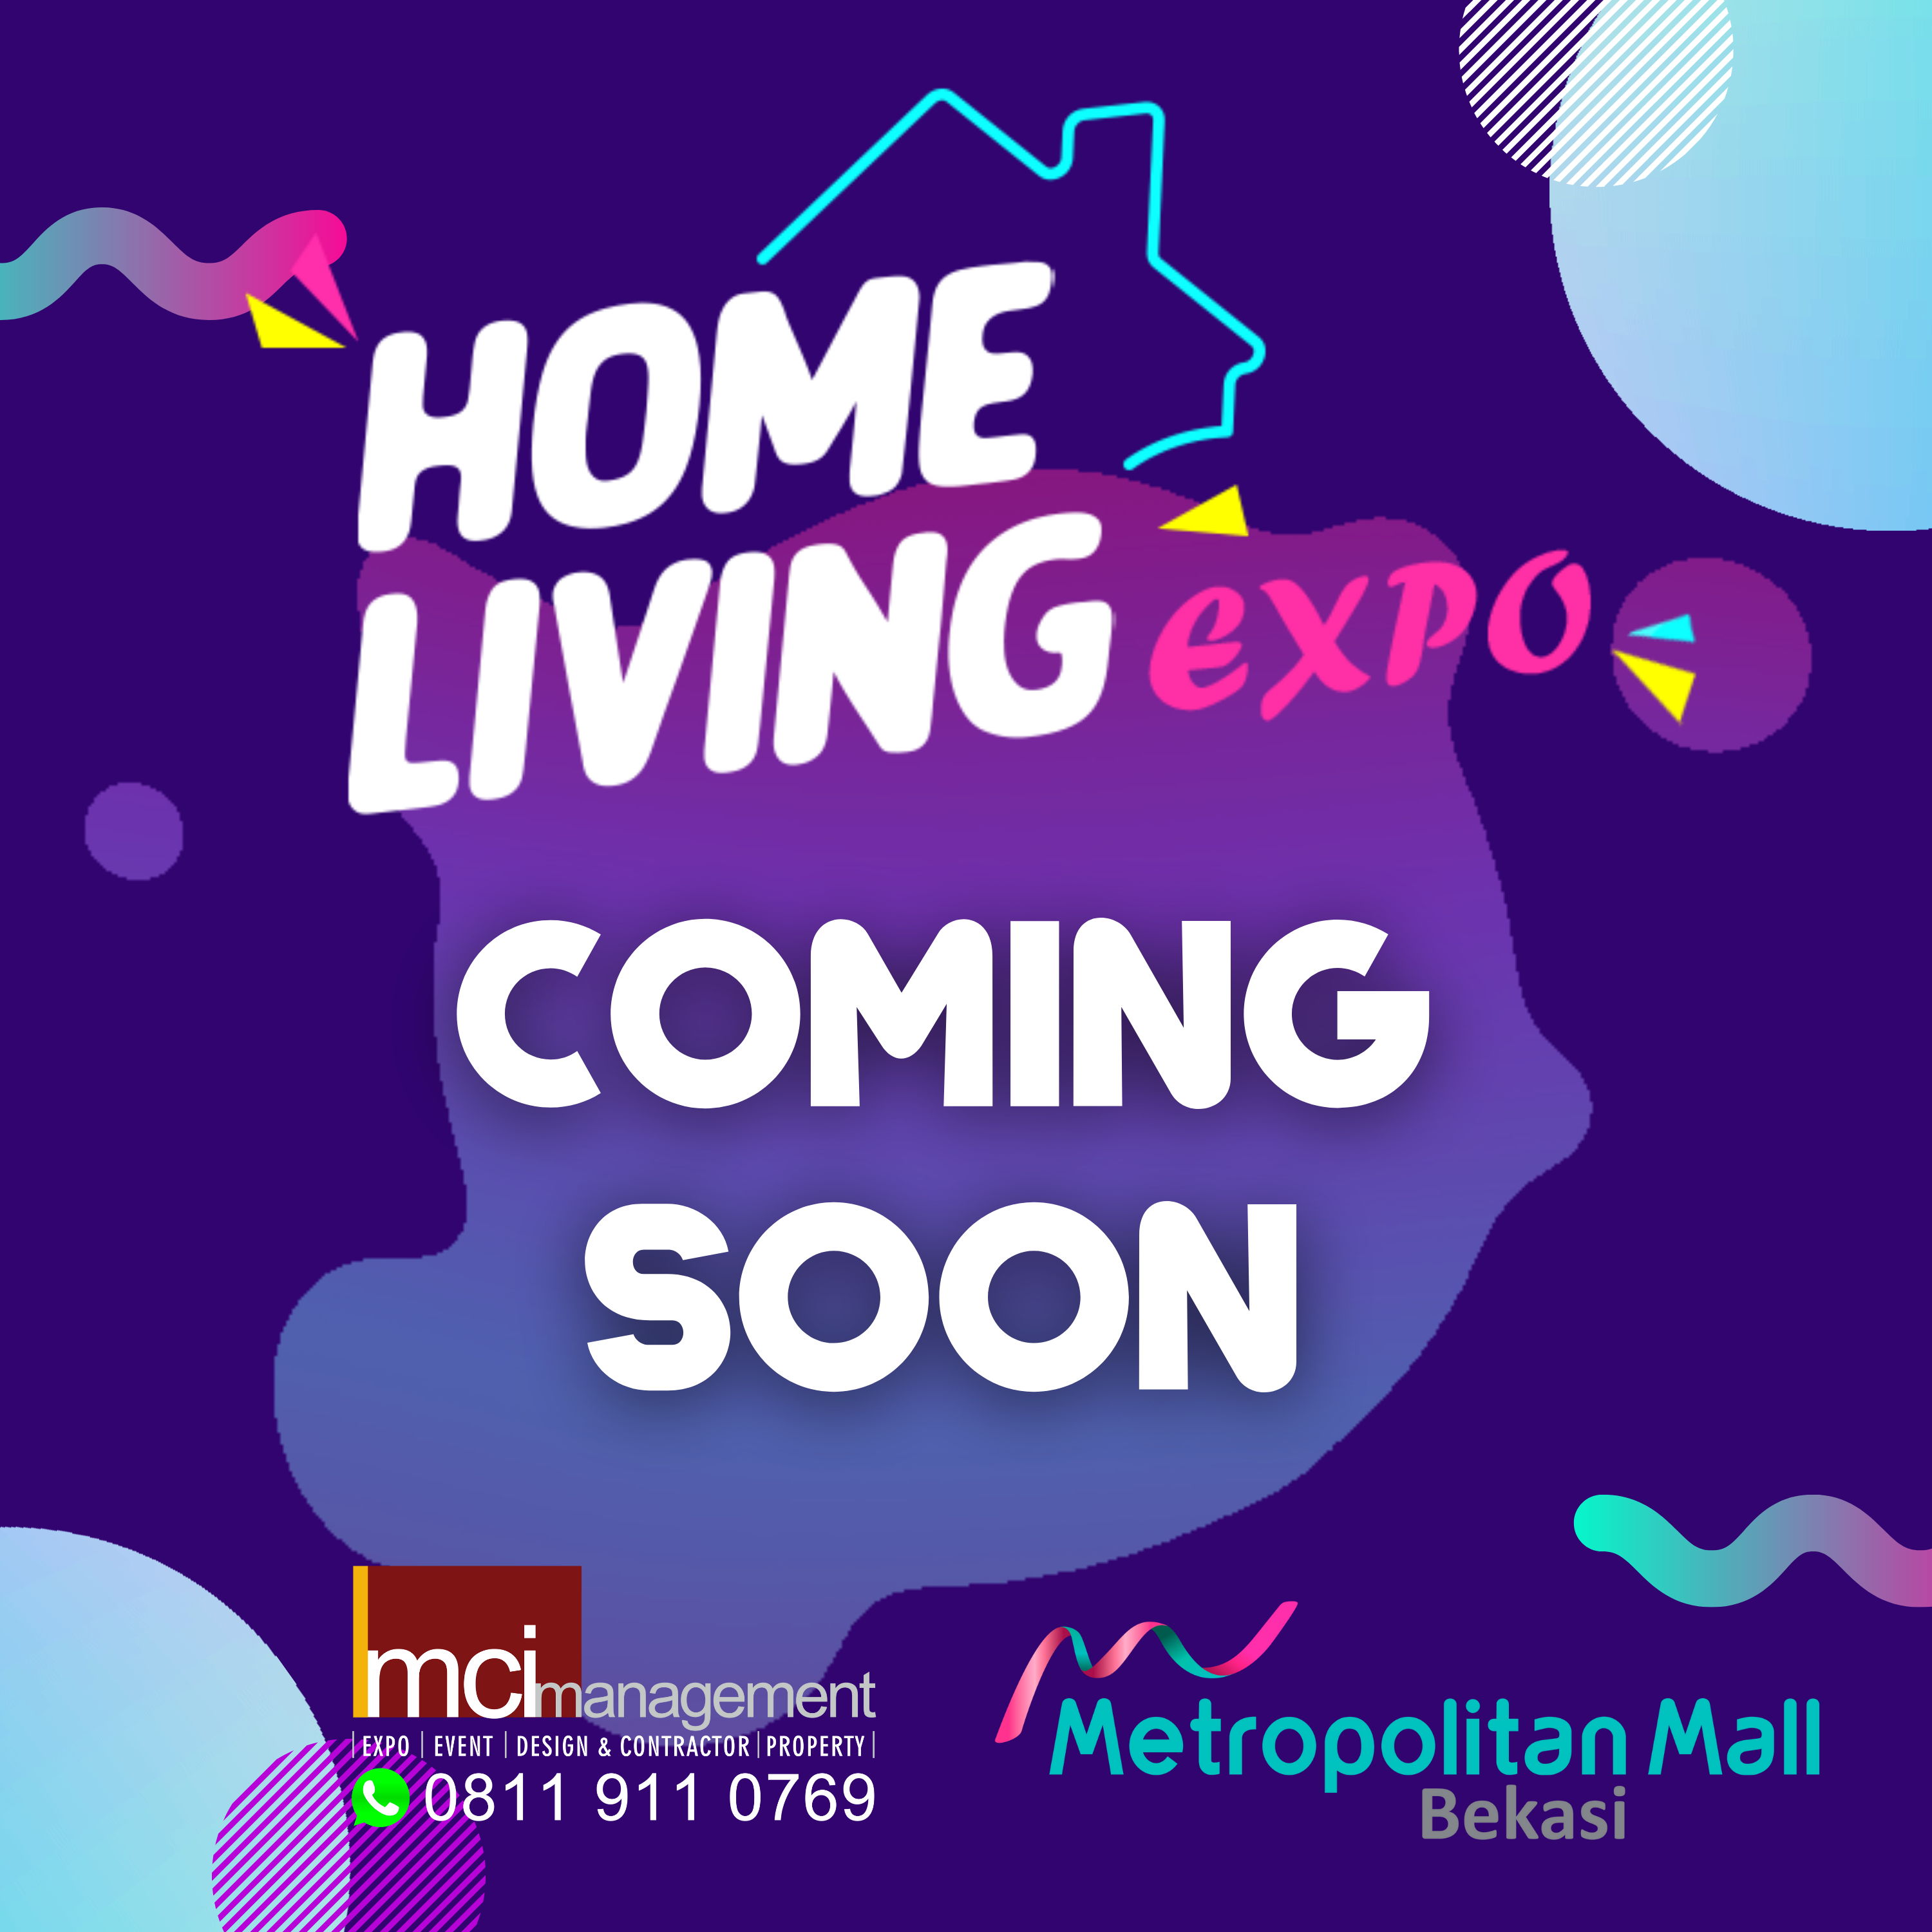 HOME
LIVING eXPO
COMING
SOON
mci management
| EXPO | EVENT | DESIGN & CONTRACTOR | PROPERTY |
0811 911 0769
Metropolitan Mall
Bekasi